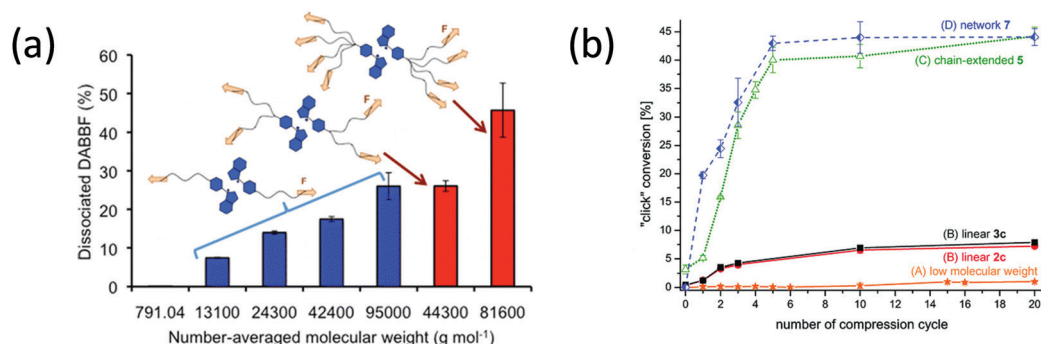 (a)
Dissociated DABBF (%)
60
50
40
30
20
10
0
F
F
F
791.04 13100 24300 42400 95000 44300 81600
Number-averaged molecular weight (g mol-1)
(b)
"click" conversion [%]
45
40
35
30
25
20
15
10
5
0
(D) network 7
(C) chain-extended 5
(B) linear 3c
(B) linear 2c
(A) low molecular weight
0 2 4 6 8 10 12 14 16 18 20
number of compression cycle